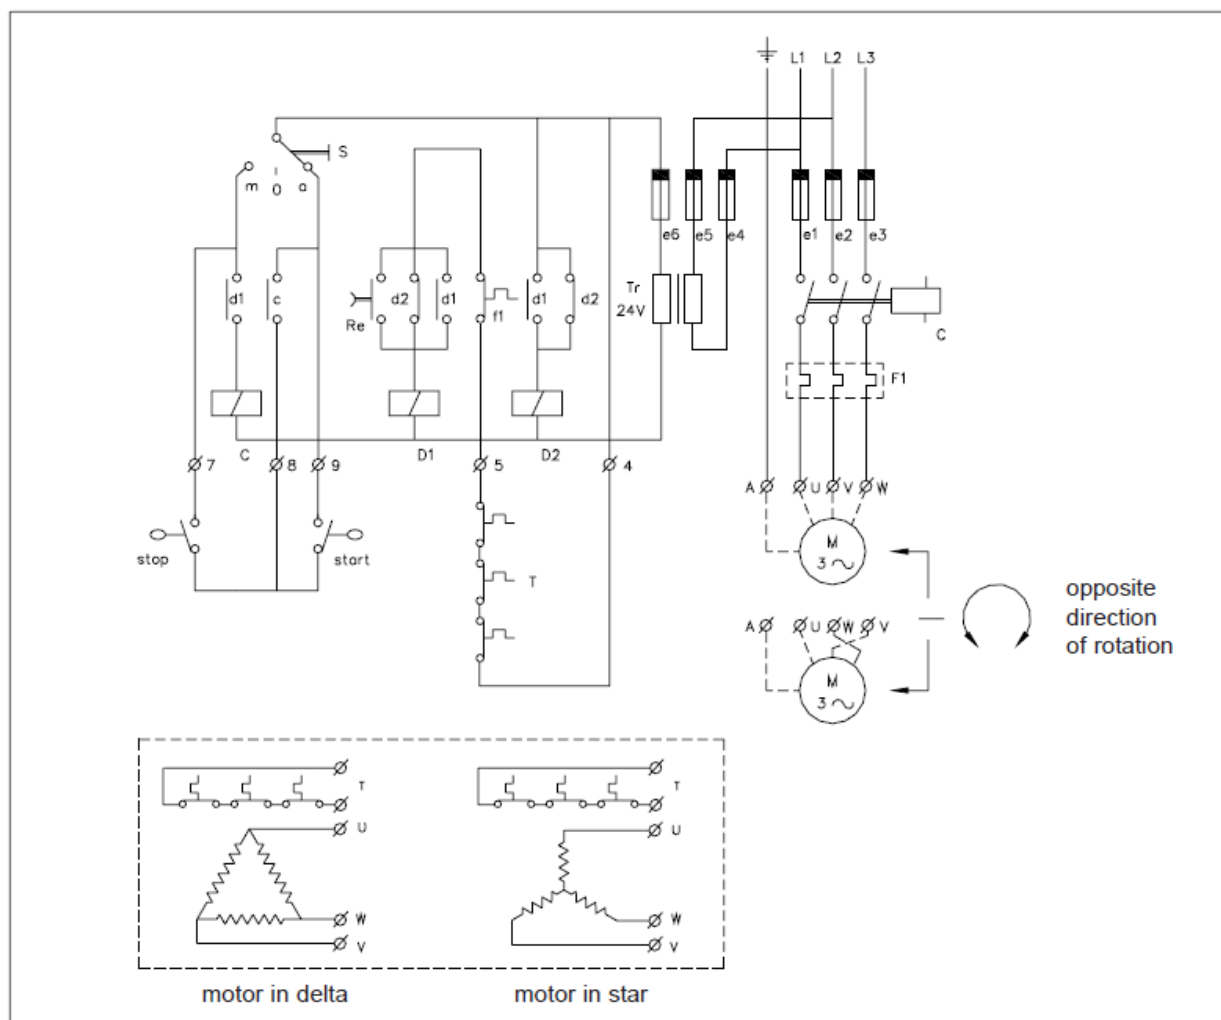 L1 L2 L3
S
m 0 a
e6 e5 e4 e1 e2 e3
d1 c d2 d1 d1 d2
Re f1 Tr
24V
C
F1
7 C 8 9 D1 5 D2 4
A U V W
stop start
M
3
T
opposite
direction
of rotation
A U W V
M
3
T T
U U
W W
V V
motor in delta motor in star